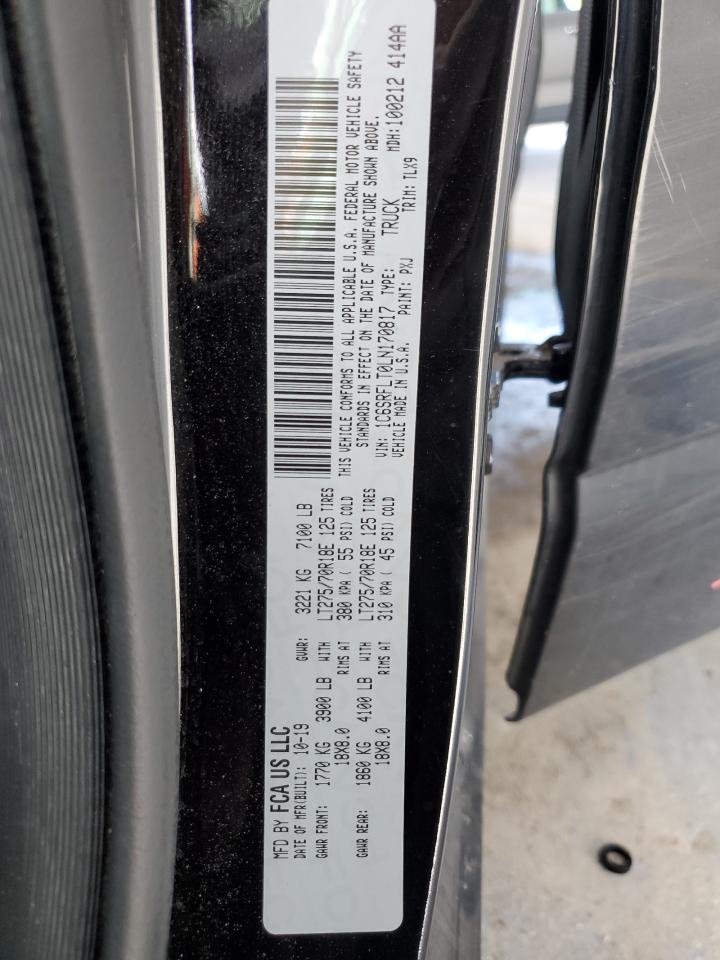 MFD BY FCA US LLC
DATE OF MFR(BUILT): 10-19 GVWR: 3221 KG 7100 LB
GAWR FRONT: 1770 KG 3900 LB WITH LT275/70R18E 125 TIRES
18X8.0 RIMS AT 380 KPA ( 55 PSI) COLD
GAWR REAR: 1860 KG 4100 LB WITH LT275/70R18E 125 TIRES
18X8.0 RIMS AT 310 KPA ( 45 PSI) COLD
THIS VEHICLE CONFORMS TO ALL APPLICABLE U.S.A. FEDERAL MOTOR VEHICLE SAFETY
STANDARDS IN EFFECT ON THE DATE OF MANUFACTURE SHOWN ABOVE.
VIN: 1C6SRFLT0LN170817 TYPE: TRUCK MDH:100212 414AA
VEHICLE MADE IN U.S.A. PAINT: PXJ TRIM: TLX9